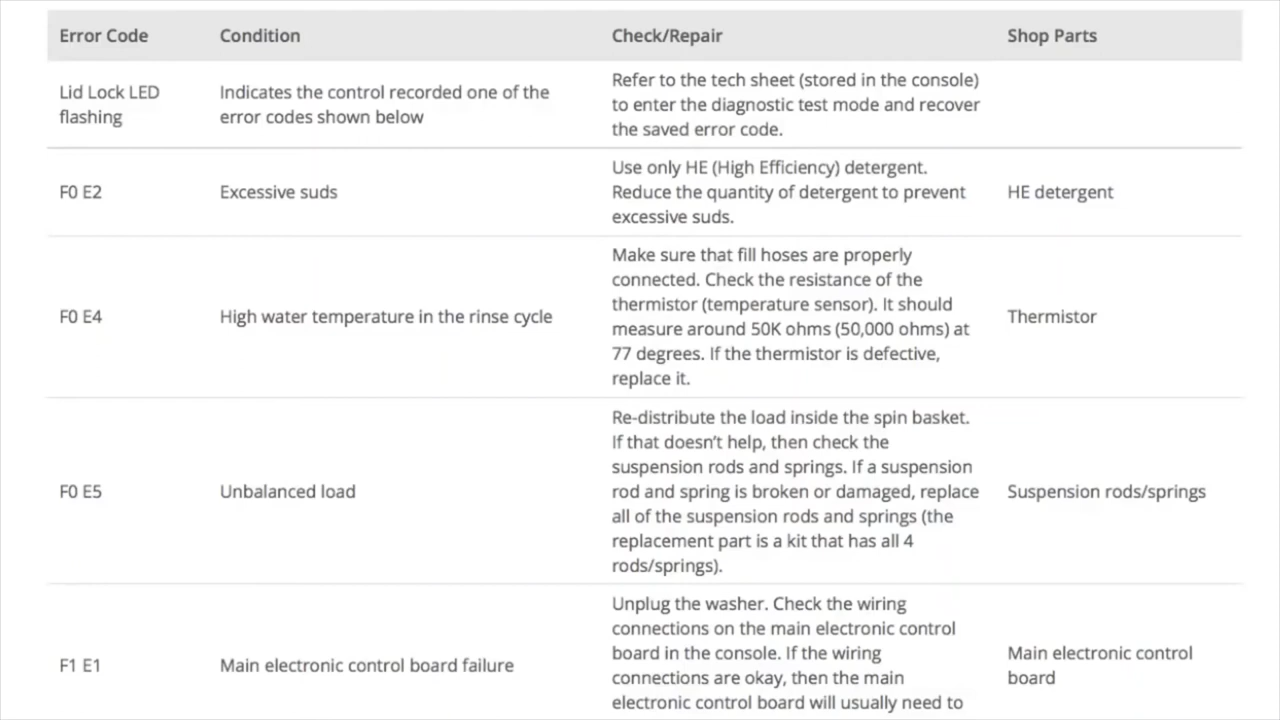 Error Code Condition Check/Repair Shop Parts
Lid Lock LED
flashing
Indicates the control recorded one of the
error codes shown below
Refer to the tech sheet (stored in the console)
to enter the diagnostic test mode and recover
the saved error code.
F0 E2
Excessive suds
Use only HE (High Efficiency) detergent.
Reduce the quantity of detergent to prevent
excessive suds.
HE detergent
F0 E4
High water temperature in the rinse cycle
Make sure that fill hoses are properly
connected. Check the resistance of the
thermistor (temperature sensor). It should
measure around 50K ohms (50,000 ohms) at
77 degrees. If the thermistor is defective,
replace it.
Thermistor
F0 E5
Unbalanced load
Re-distribute the load inside the spin basket.
If that doesn't help, then check the
suspension rods and springs. If a suspension
rod and spring is broken or damaged, replace
all of the suspension rods and springs (the
replacement part is a kit that has all 4
rods/springs).
Suspension rods/springs
F1 E1
Main electronic control board failure
Unplug the washer. Check the wiring
connections on the main electronic control
board in the console. If the wiring
connections are okay, then the main
electronic control board will usually need to
Main electronic control
board